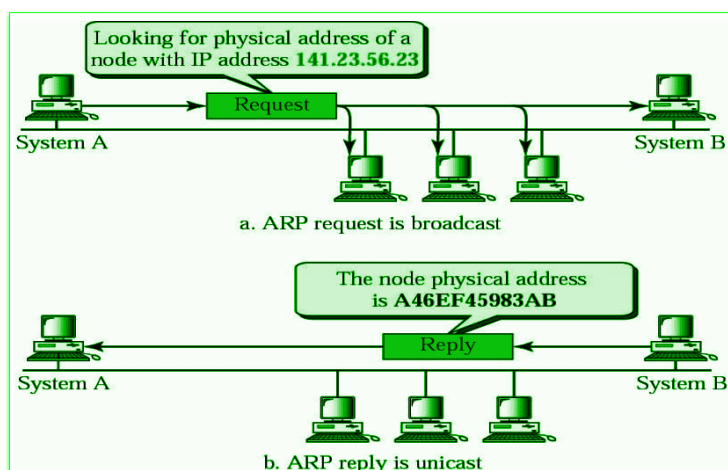 Looking for physical address of a
node with IP address 141.23.56.23
Request
System A
System B
a. ARP request is broadcast
The node physical address
is A46EF45983AB
Reply
System A
System B
b. ARP reply is unicast